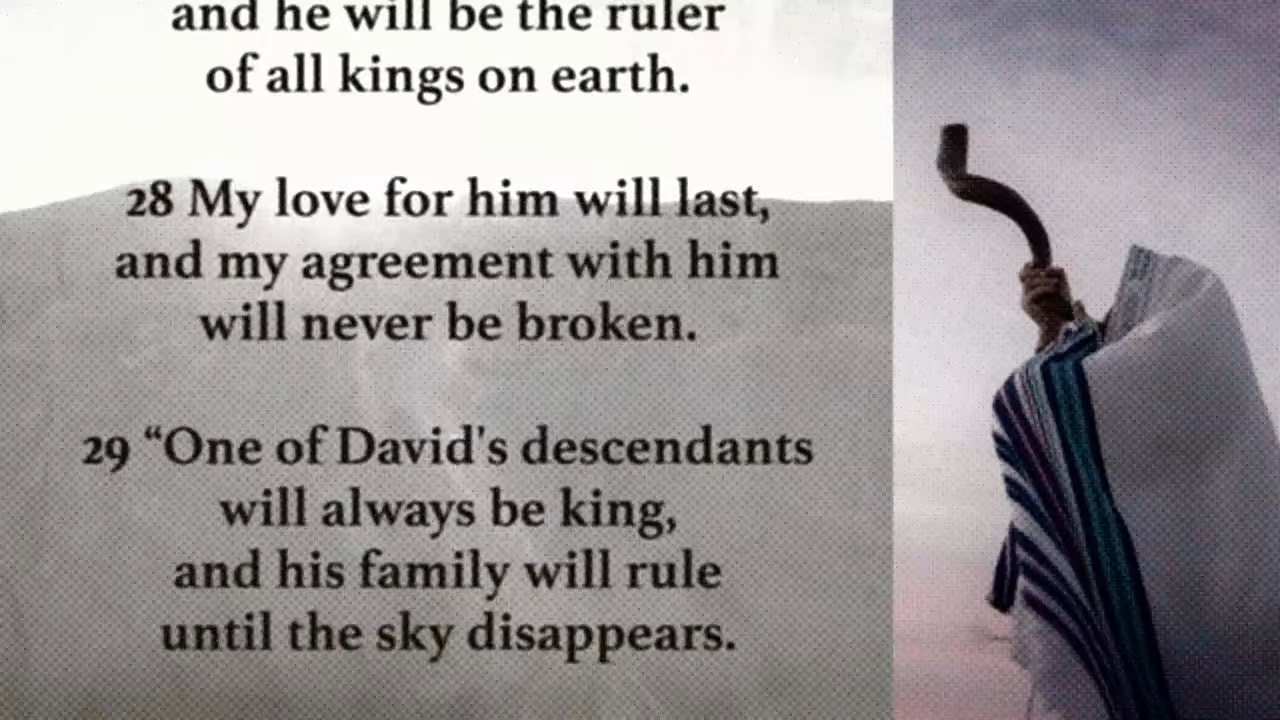 and he will be the ruler
of all kings on earth.
28 My love for him will last,
and my agreement with him
will never be broken.
29 “One of David's descendants
will always be king,
and his family will rule
until the sky disappears.